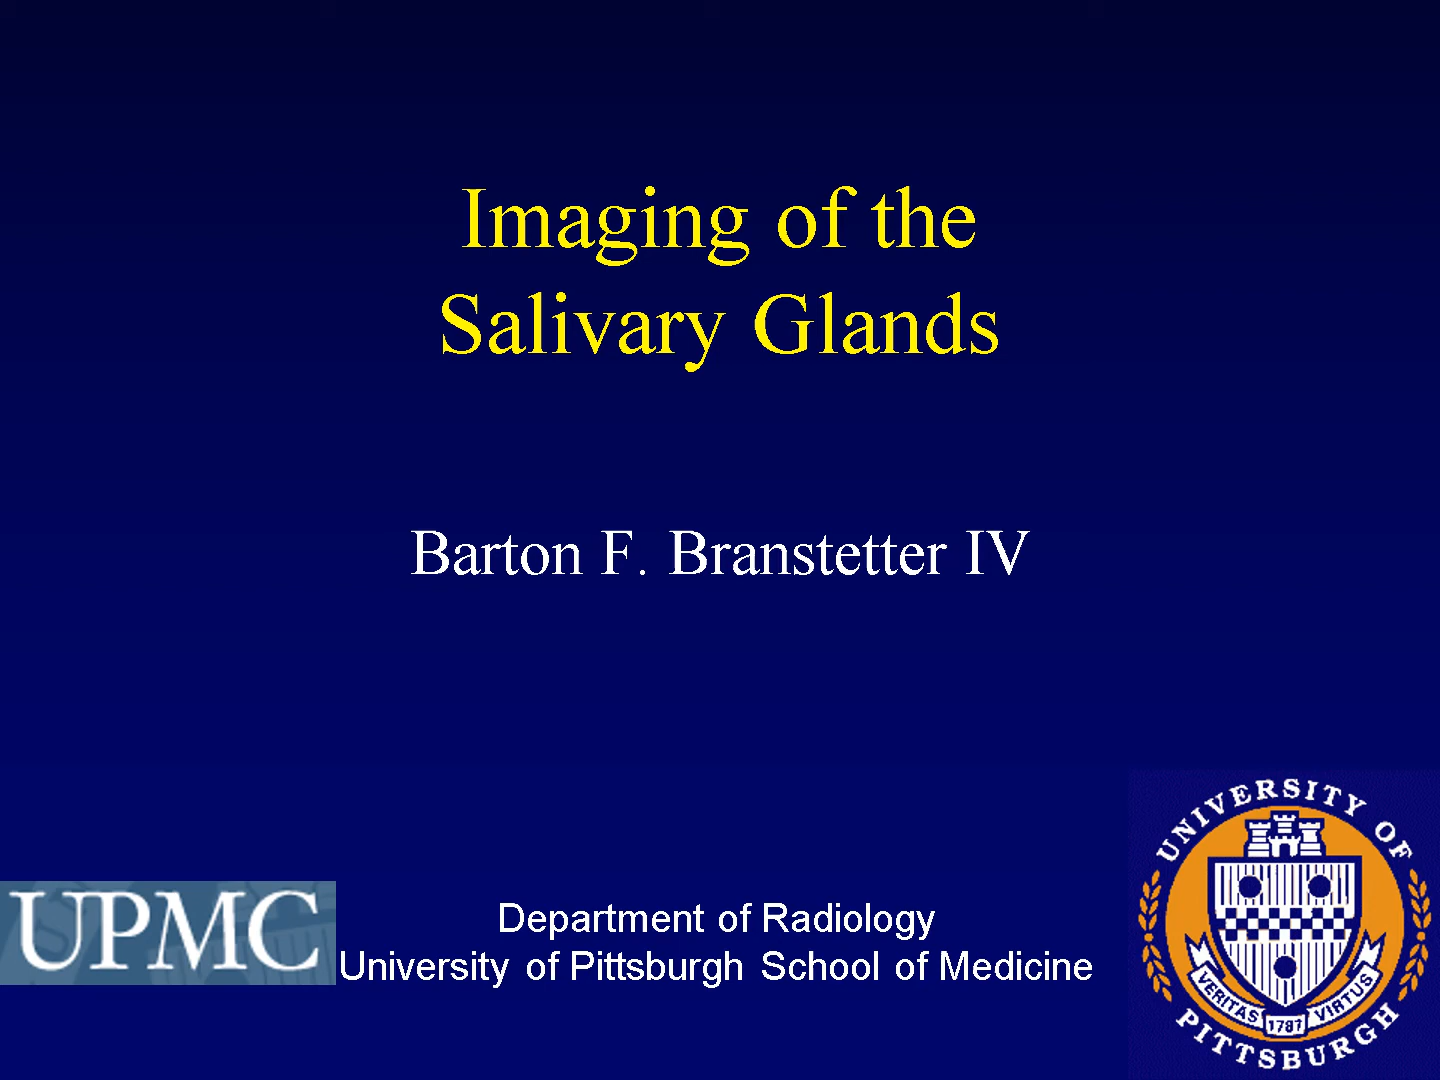 Imaging of the
Salivary Glands
Barton F. Branstetter IV
UPMC
Department of Radiology
University of Pittsburgh School of Medicine
UNIVERSITY OF
VERITAS 1787 VIRTUS
PITTSBURGH